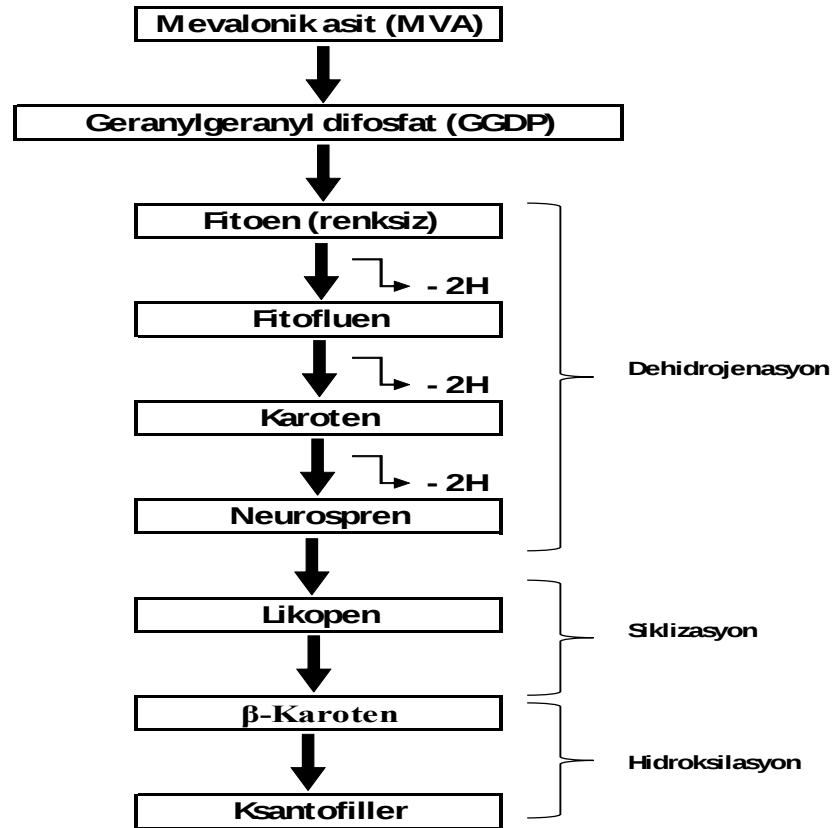 Mevalonik asit (MVA)
Geranylgeranyl difosfat (GGDP)
Fitoen (renksiz)
- 2H
Fitofluen
- 2H
Karoten
- 2H
Neurospren
Dehidrojenasyon
Likopen
Siklizasyon
β-Karoten
Hidroksilasyon
Ksantofiller